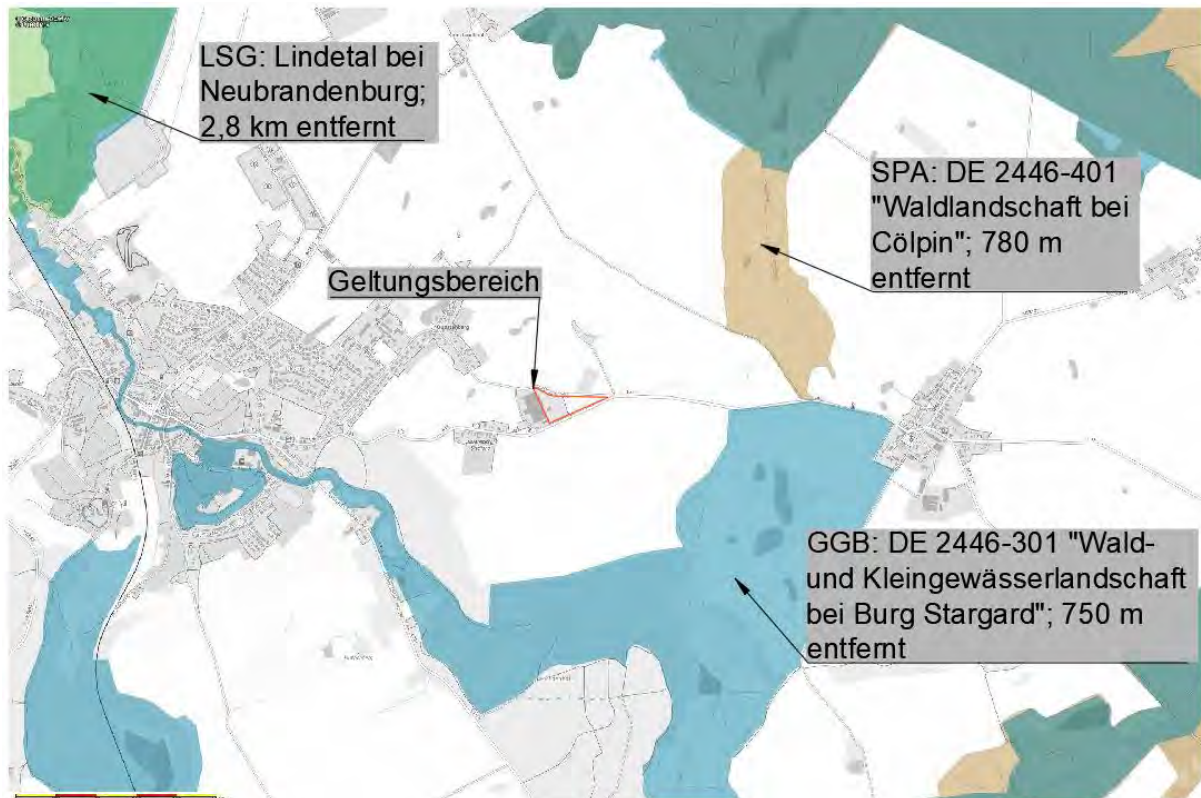 LSG: Lindetal bei
Neubrandenburg;
2,8 km entfernt
SPA: DE 2446-401
"Waldlandschaft bei
Cölpin"; 780 m
entfernt
Geltungsbereich
GGB: DE 2446-301 "Wald-
und Kleingewässerlandschaft
bei Burg Stargard"; 750 m
entfernt